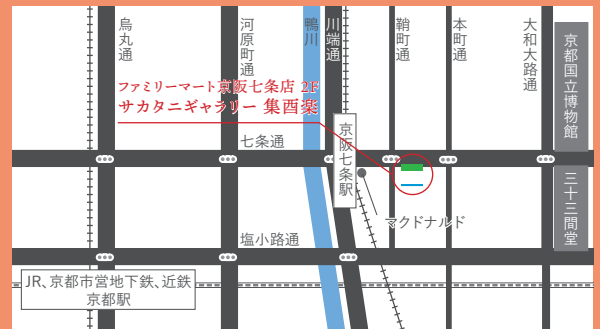 烏丸通
河原町通
鴨川
川端通
鞘町通
本町通
大和大路通
京都国立博物館
ファミリーマート京阪七条店 2F
サカタニギャラリー 集酉楽
七条通
京阪七条駅
三十三間堂
マクドナルド
塩小路通
JR、京都市営地下鉄、近鉄
京都駅